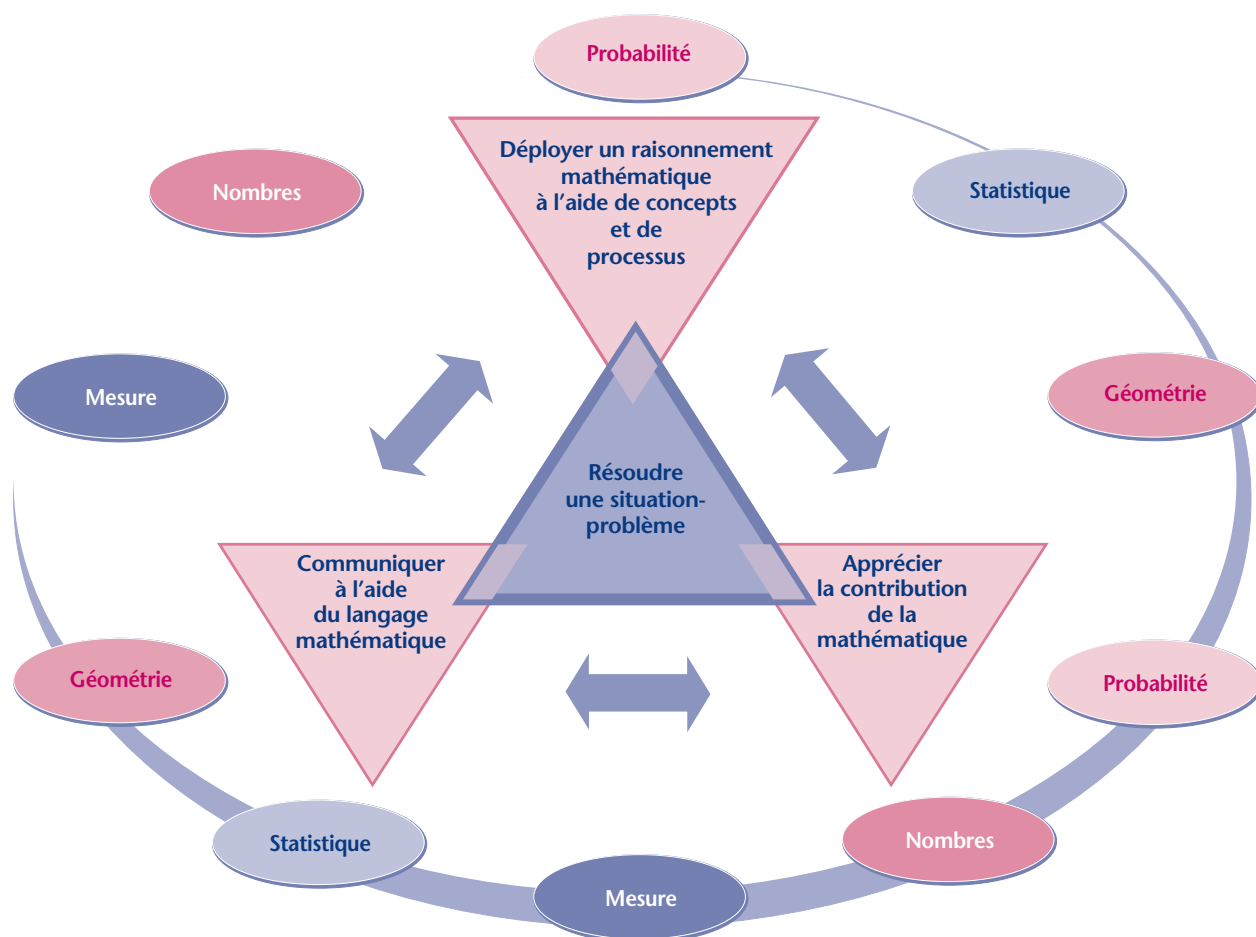 Probabilité
Déployer un raisonnement
mathématique
à l’aide de concepts
et de
processus
Nombres
Statistique
Mesure
Géométrie
Résoudre
une situation-
problème
Communiquer
à l’aide
du langage
mathématique
Apprécier
la contribution
de la
mathématique
Géométrie
Probabilité
Statistique
Nombres
Mesure